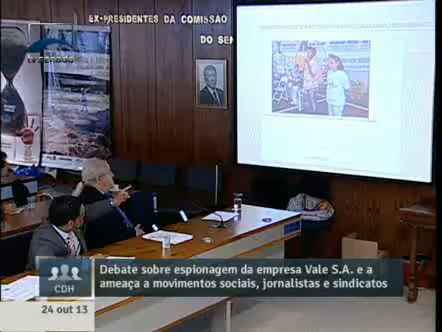 EX-PRESIDENTES DA COMISSÃO
DO SEN
tv senado
CDH
Debate sobre espionagem da empresa Vale S.A. e a
ameaça a movimentos sociais, jornalistas e sindicatos
24 out 13